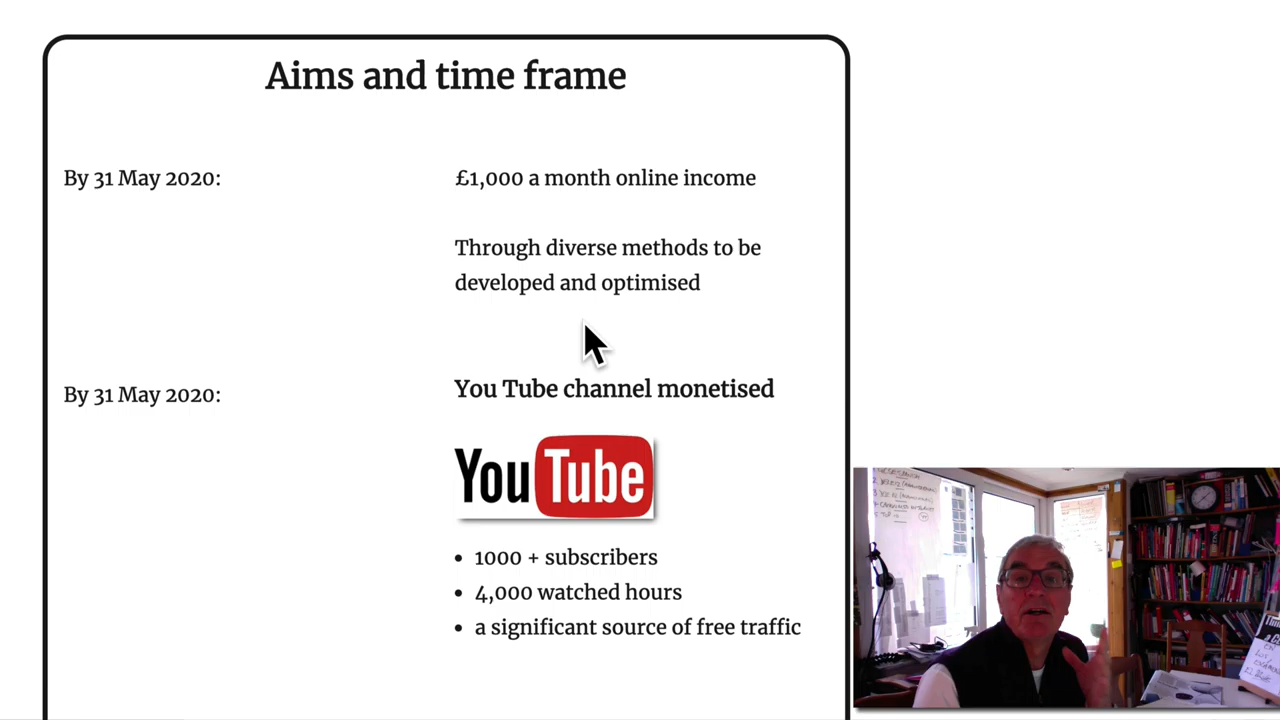 Aims and time frame
By 31 May 2020:
£1,000 a month online income
Through diverse methods to be
developed and optimised
By 31 May 2020:
You Tube channel monetised
YouTube
• 1000 + subscribers
• 4,000 watched hours
• a significant source of free traffic